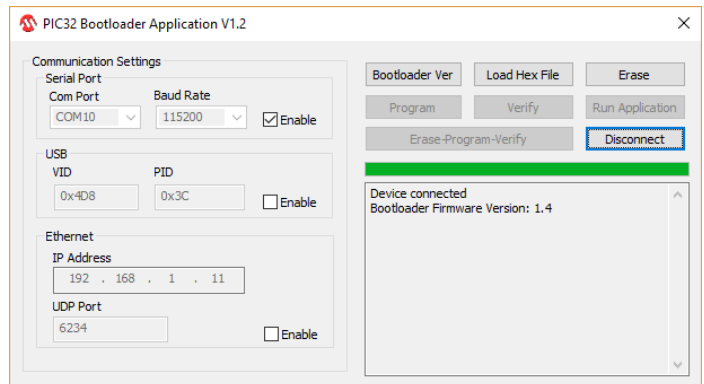 PIC32 Bootloader Application V1.2
Communication Settings
Serial Port
Com Port Baud Rate
COM10 115200 Enable
USB
VID PID
0x4D8 0x3C Enable
Ethernet
IP Address
192 . 168 . 1 . 11
UDP Port
6234 Enable
Bootloader Ver Load Hex File Erase
Program Verify Run Application
Erase-Program-Verify Disconnect
Device connected
Bootloader Firmware Version: 1.4